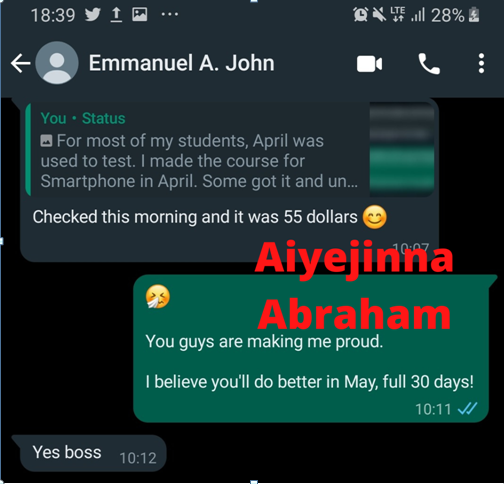 18:39 LTE 28%
Emmanuel A. John
You • Status
For most of my students, April was
used to test. I made the course for
Smartphone in April. Some got it and un...
Checked this morning and it was 55 dollars 😊
10:07
Aiyejinna
Abraham
🤧
You guys are making me proud.
I believe you'll do better in May, full 30 days!
10:11
Yes boss 10:12